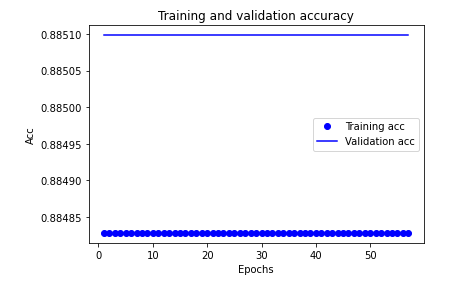 Training and validation accuracy
0.88510
0.88505
0.88500
0.88495
0.88490
0.88485
Acc
Training acc
Validation acc
0 10 20 30 40 50
Epochs